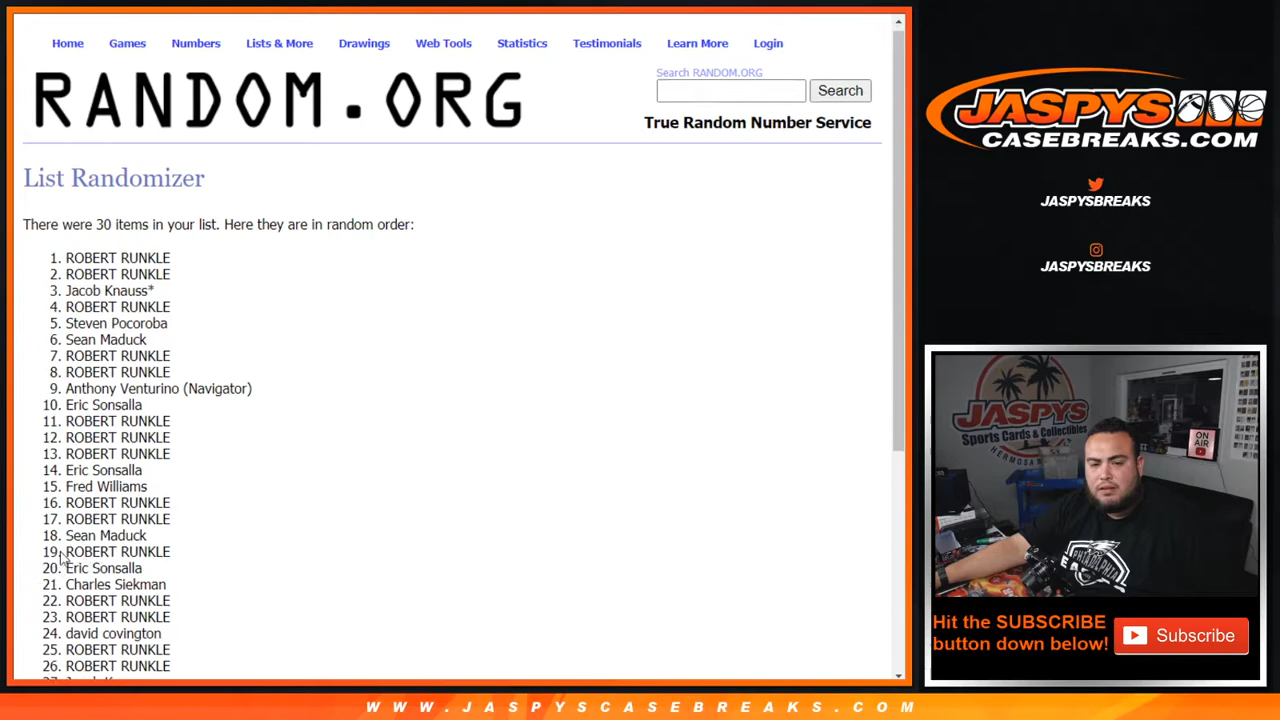 Home Games Numbers Lists & More Drawings Web Tools Statistics Testimonials Learn More Login
RANDOM.ORG
Search RANDOM.ORG
Search
True Random Number Service
List Randomizer
There were 30 items in your list. Here they are in random order:
1. ROBERT RUNKLE
2. ROBERT RUNKLE
3. Jacob Knauss*
4. ROBERT RUNKLE
5. Steven Pocoroba
6. Sean Maduck
7. ROBERT RUNKLE
8. ROBERT RUNKLE
9. Anthony Venturino (Navigator)
10. Eric Sonsalla
11. ROBERT RUNKLE
12. ROBERT RUNKLE
13. ROBERT RUNKLE
14. Eric Sonsalla
15. Fred Williams
16. ROBERT RUNKLE
17. ROBERT RUNKLE
18. Sean Maduck
19. ROBERT RUNKLE
20. Eric Sonsalla
21. Charles Siekman
22. ROBERT RUNKLE
23. ROBERT RUNKLE
24. david covington
25. ROBERT RUNKLE
26. ROBERT RUNKLE
JASPYS
CASEBREAKS.COM
JASPYSBREAKS
JASPYSBREAKS
JASPYS
Sports Cards & Collectibles
HERMOSA
ON
AIR
PHILADELPHIA
Hit the SUBSCRIBE
button down below!
Subscribe
WWW.JASPYSCASEBREAKS.COM